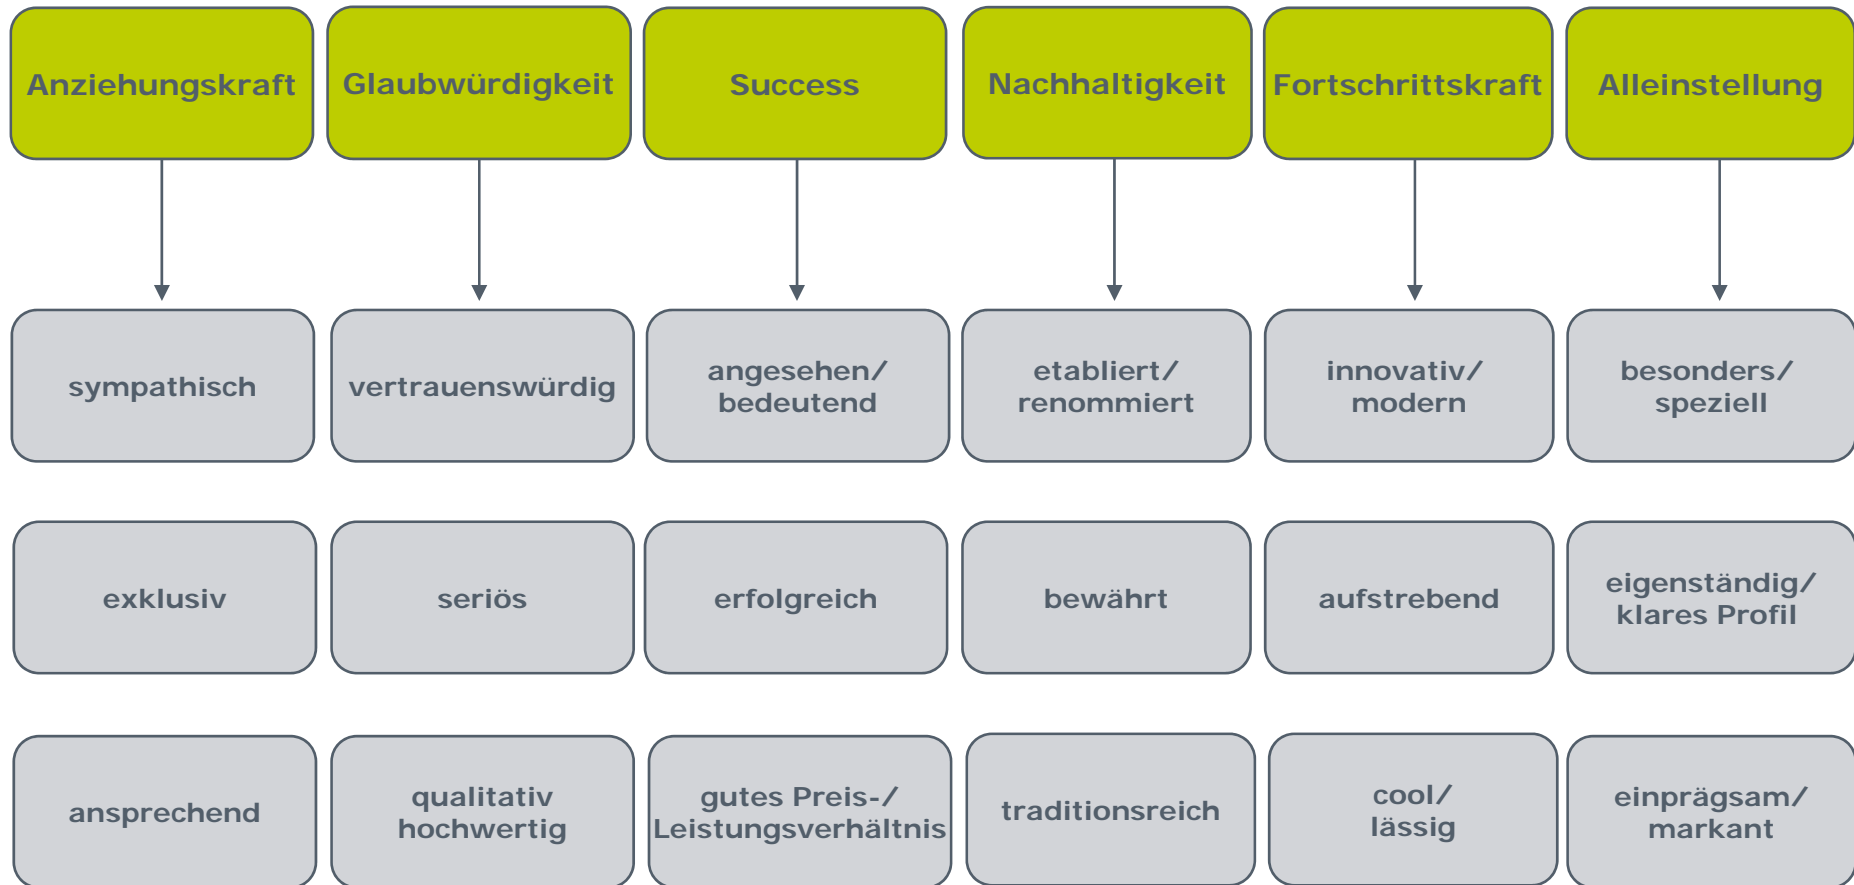 Anziehungskraft
Glaubwürdigkeit
Success
Nachhaltigkeit
Fortschrittskraft
Alleinstellung
sympathisch
vertrauenswürdig
angesehen/
bedeutend
etabliert/
renommiert
innovativ/
modern
besonders/
speziell
exklusiv
seriös
erfolgreich
bewährt
aufstrebend
eigenständig/
klares Profil
ansprechend
qualitativ
hochwertig
gutes Preis-/
Leistungsverhältnis
traditionsreich
cool/
lässig
einprägsam/
markant